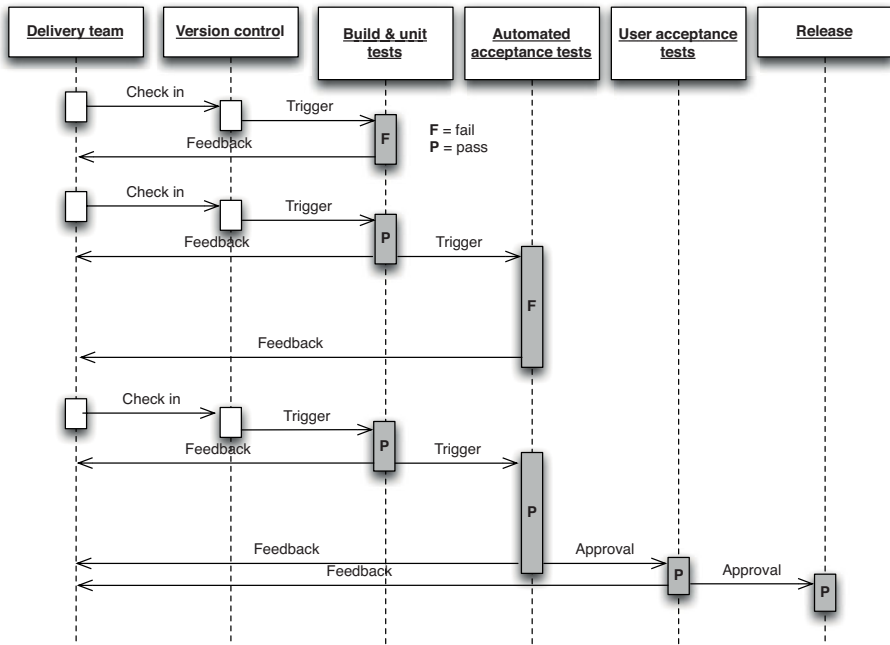 Delivery team
Version control
Build & unit
tests
Automated
acceptance tests
User acceptance
tests
Release
Check in
Trigger
F
F = fail
P = pass
Feedback
Check in
Trigger
P
Feedback
Trigger
F
Feedback
Check in
Trigger
P
Feedback
Trigger
P
Feedback
Approval
Feedback
P
Approval
P